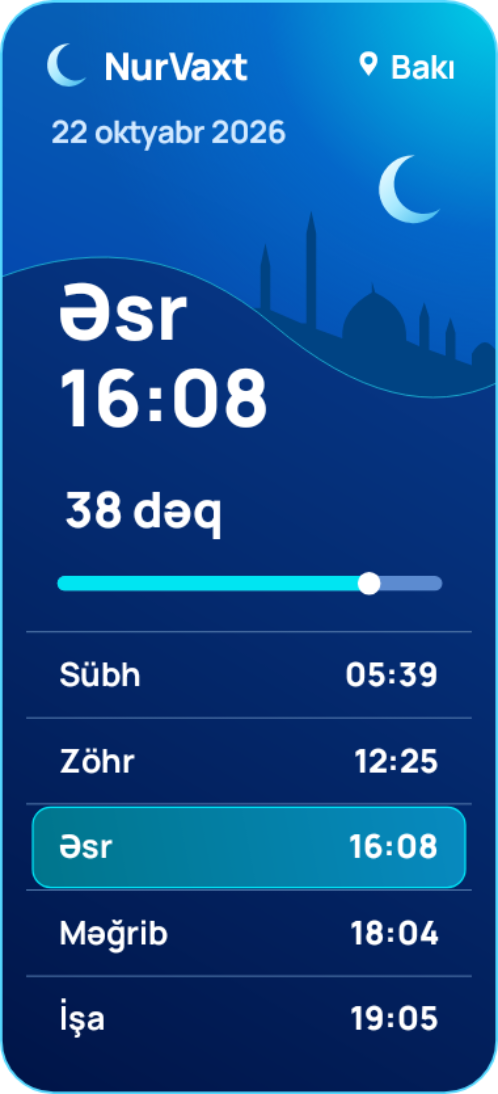 NurVaxt
Bakı
22 oktyabr 2026
Əsr
16:08
38 dəq
Sübh 05:39
Zöhr 12:25
Əsr 16:08
Məğrib 18:04
İşa 19:05